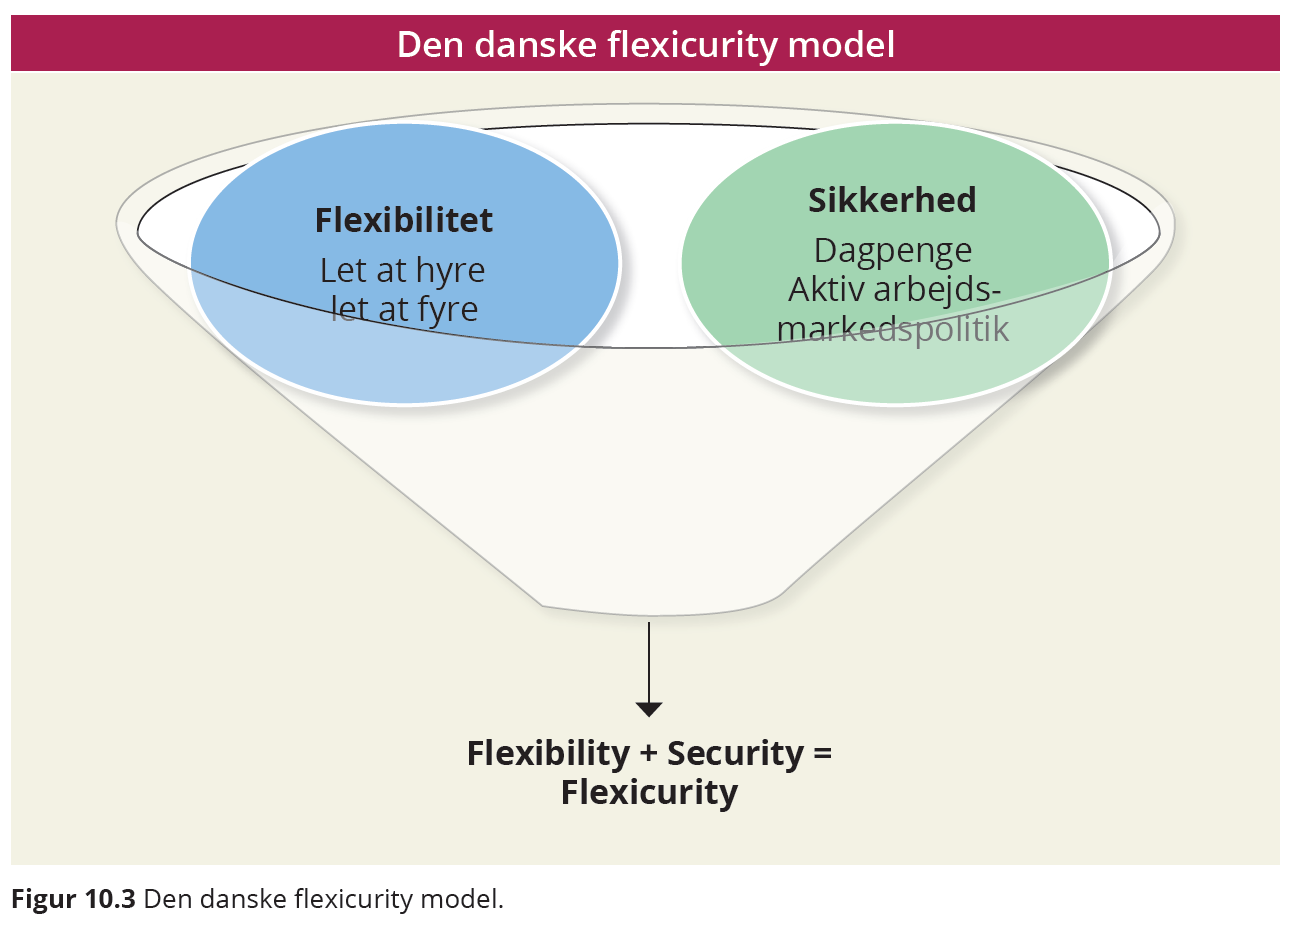 Den danske flexicurity model
Flexibilitet
Let at hyre
let at fyre
Sikkerhed
Dagpenge
Aktiv arbejds-
markedspolitik
Flexibility + Security =
Flexicurity
Figur 10.3 Den danske flexicurity model.